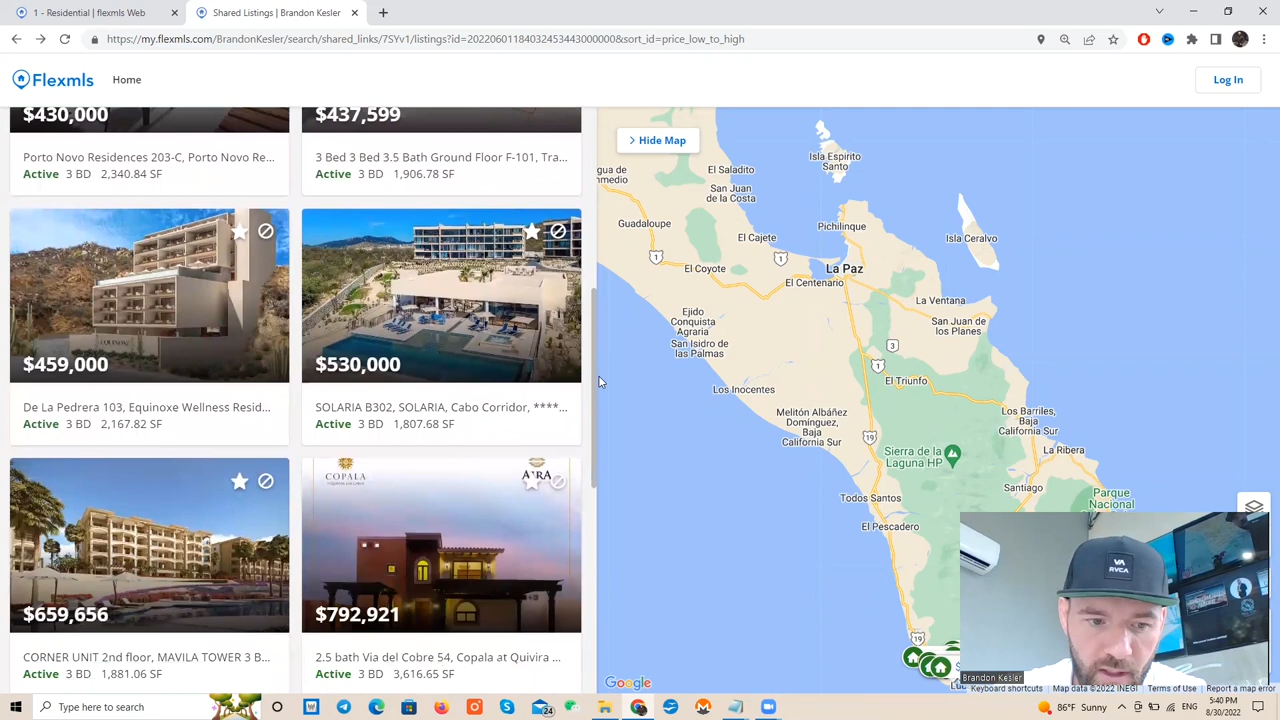 1 - Residential | flexmls Web
Shared Listings | Brandon Kesler
https://my.flexmls.com/BrandonKesler/search/shared_links/7SYv1/listings?id=20220601184032453443000000&sort_id=price_low_to_high
Flexmls
Home
Log In
$430,000
Porto Novo Residences 203-C, Porto Novo Re...
Active 3 BD 2,340.84 SF
$437,599
3 Bed 3 Bed 3.5 Bath Ground Floor F-101, Tra...
Active 3 BD 1,906.78 SF
EQUINOXE
$459,000
De La Pedrera 103, Equinoxe Wellness Resid...
Active 3 BD 2,167.82 SF
$530,000
SOLARIA B302, SOLARIA, Cabo Corridor, ****...
Active 3 BD 1,807.68 SF
$659,656
CORNER UNIT 2nd floor, MAVILA TOWER 3 B...
Active 3 BD 1,881.06 SF
COPALA
$792,921
2.5 bath Via del Cobre 54, Copala at Quivira ...
Active 3 BD 3,616.65 SF
Hide Map
Isla Espiritu
Santo
El Saladito
San Juan
de la Costa
Guadalupe
El Cajete
Pichilingue
Isla Ceralvo
1
1
El Coyote
La Paz
El Centenario
La Ventana
San Juan de
los Planes
Ejido
Conquista
Agraria
San Isidro de
las Palmas
3
1
El Triunfo
Los Inocentes
Melitón Albáñez
Domínguez,
Baja
California Sur
Los Barriles,
Baja
California Sur
19
Sierra de la
Laguna HP
La Ribera
Todos Santos
Santiago
El Pescadero
Parque
Nacional
19
Google
VA
RVCA
Brandon Kesler
Keyboard shortcuts
Map data ©2022 INEGI
Terms of Use
Report a map error
Type here to search
24
86°F Sunny
5:40 PM
8/30/2022